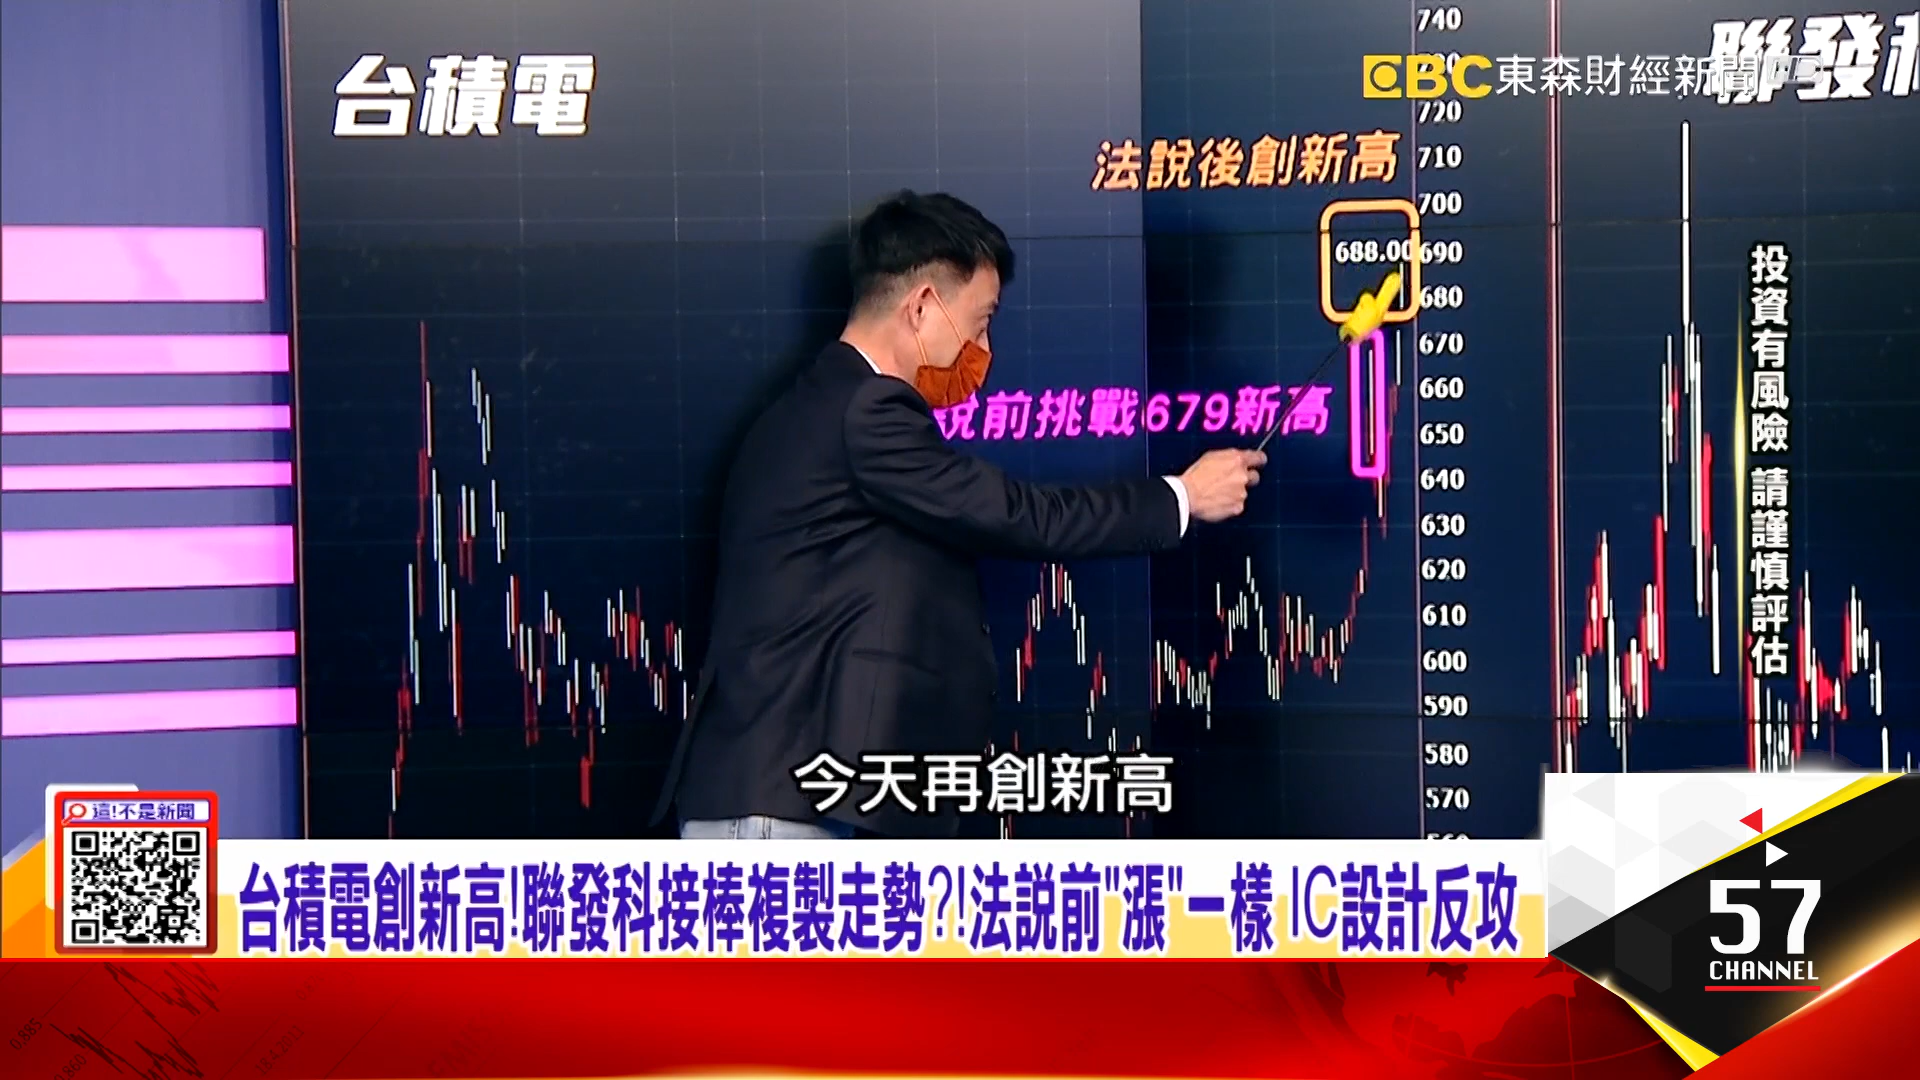 台積電
EBC 東森財經新聞
聯發科
法說後創新高
688.00
說前挑戰679新高
740
720
710
700
690
680
670
660
650
640
630
620
610
600
590
580
570
投資有風險 請謹慎評估
今天再創新高
這!不是新聞
台積電創新高!聯發科接棒複製走勢?!法說前"漲"一樣 IC設計反攻
57
CHANNEL